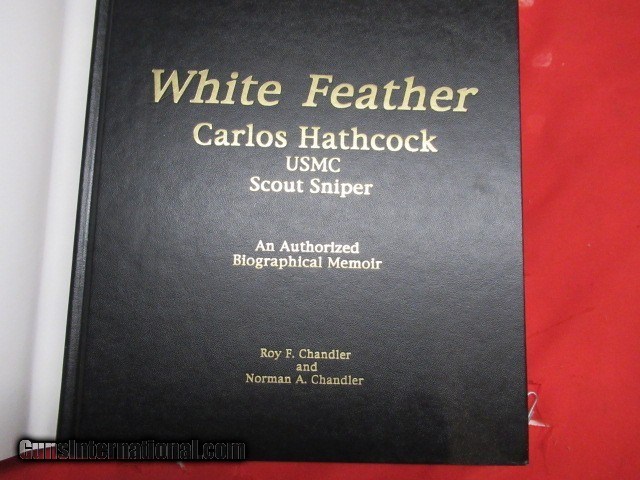 White Feather
Carlos Hathcock
USMC
Scout Sniper
An Authorized
Biographical Memoir
Roy F. Chandler
and
Norman A. Chandler
GunsInternational.com